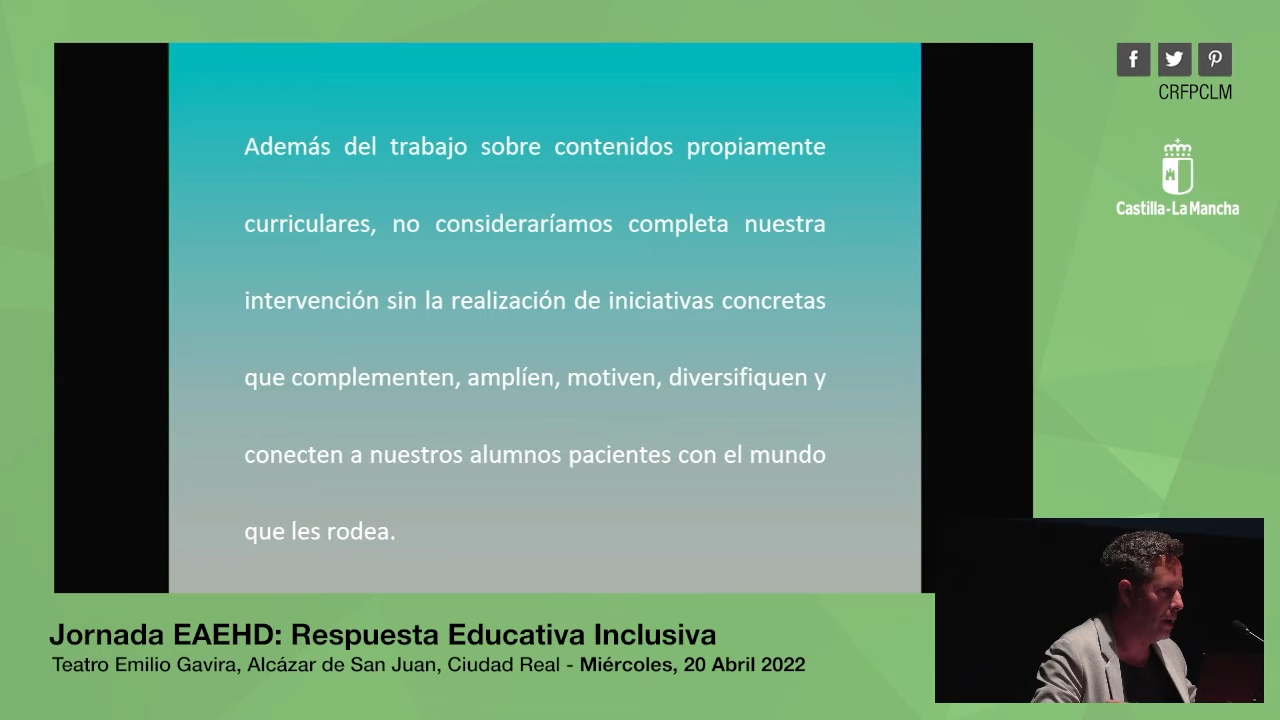 Además del trabajo sobre contenidos propiamente
curriculares, no consideraríamos completa nuestra
intervención sin la realización de iniciativas concretas
que complementen, amplíen, motiven, diversifiquen y
conecten a nuestros alumnos pacientes con el mundo
que les rodea.
CRFPCLM
Castilla-La Mancha
Jornada EAEHD: Respuesta Educativa Inclusiva
Teatro Emilio Gavira, Alcázar de San Juan, Ciudad Real - Miércoles, 20 Abril 2022